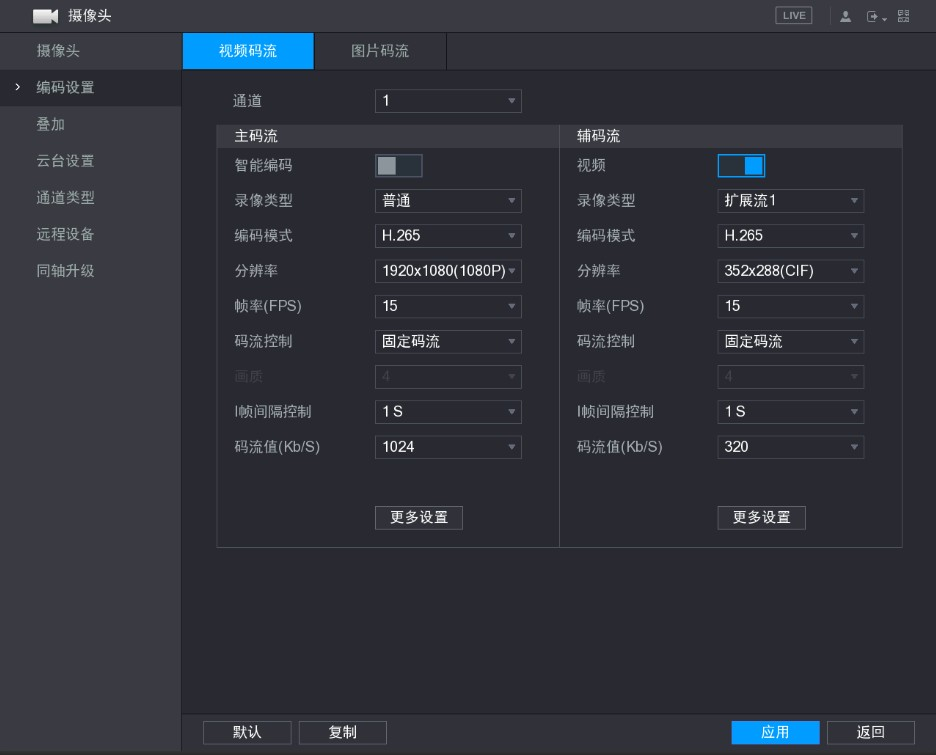 摄像头
LIVE
摄像头
编码设置
叠加
云台设置
通道类型
远程设备
同轴升级
视频码流
图片码流
通道
1
主码流
辅码流
智能编码
视频
录像类型
普通
录像类型
扩展流1
编码模式
H.265
编码模式
H.265
分辨率
1920x1080(1080P)
分辨率
352x288(CIF)
帧率(FPS)
15
帧率(FPS)
15
码流控制
固定码流
码流控制
固定码流
画质
4
画质
4
I帧间隔控制
1 S
I帧间隔控制
1 S
码流值(Kb/S)
1024
码流值(Kb/S)
320
更多设置
更多设置
默认
复制
应用
返回